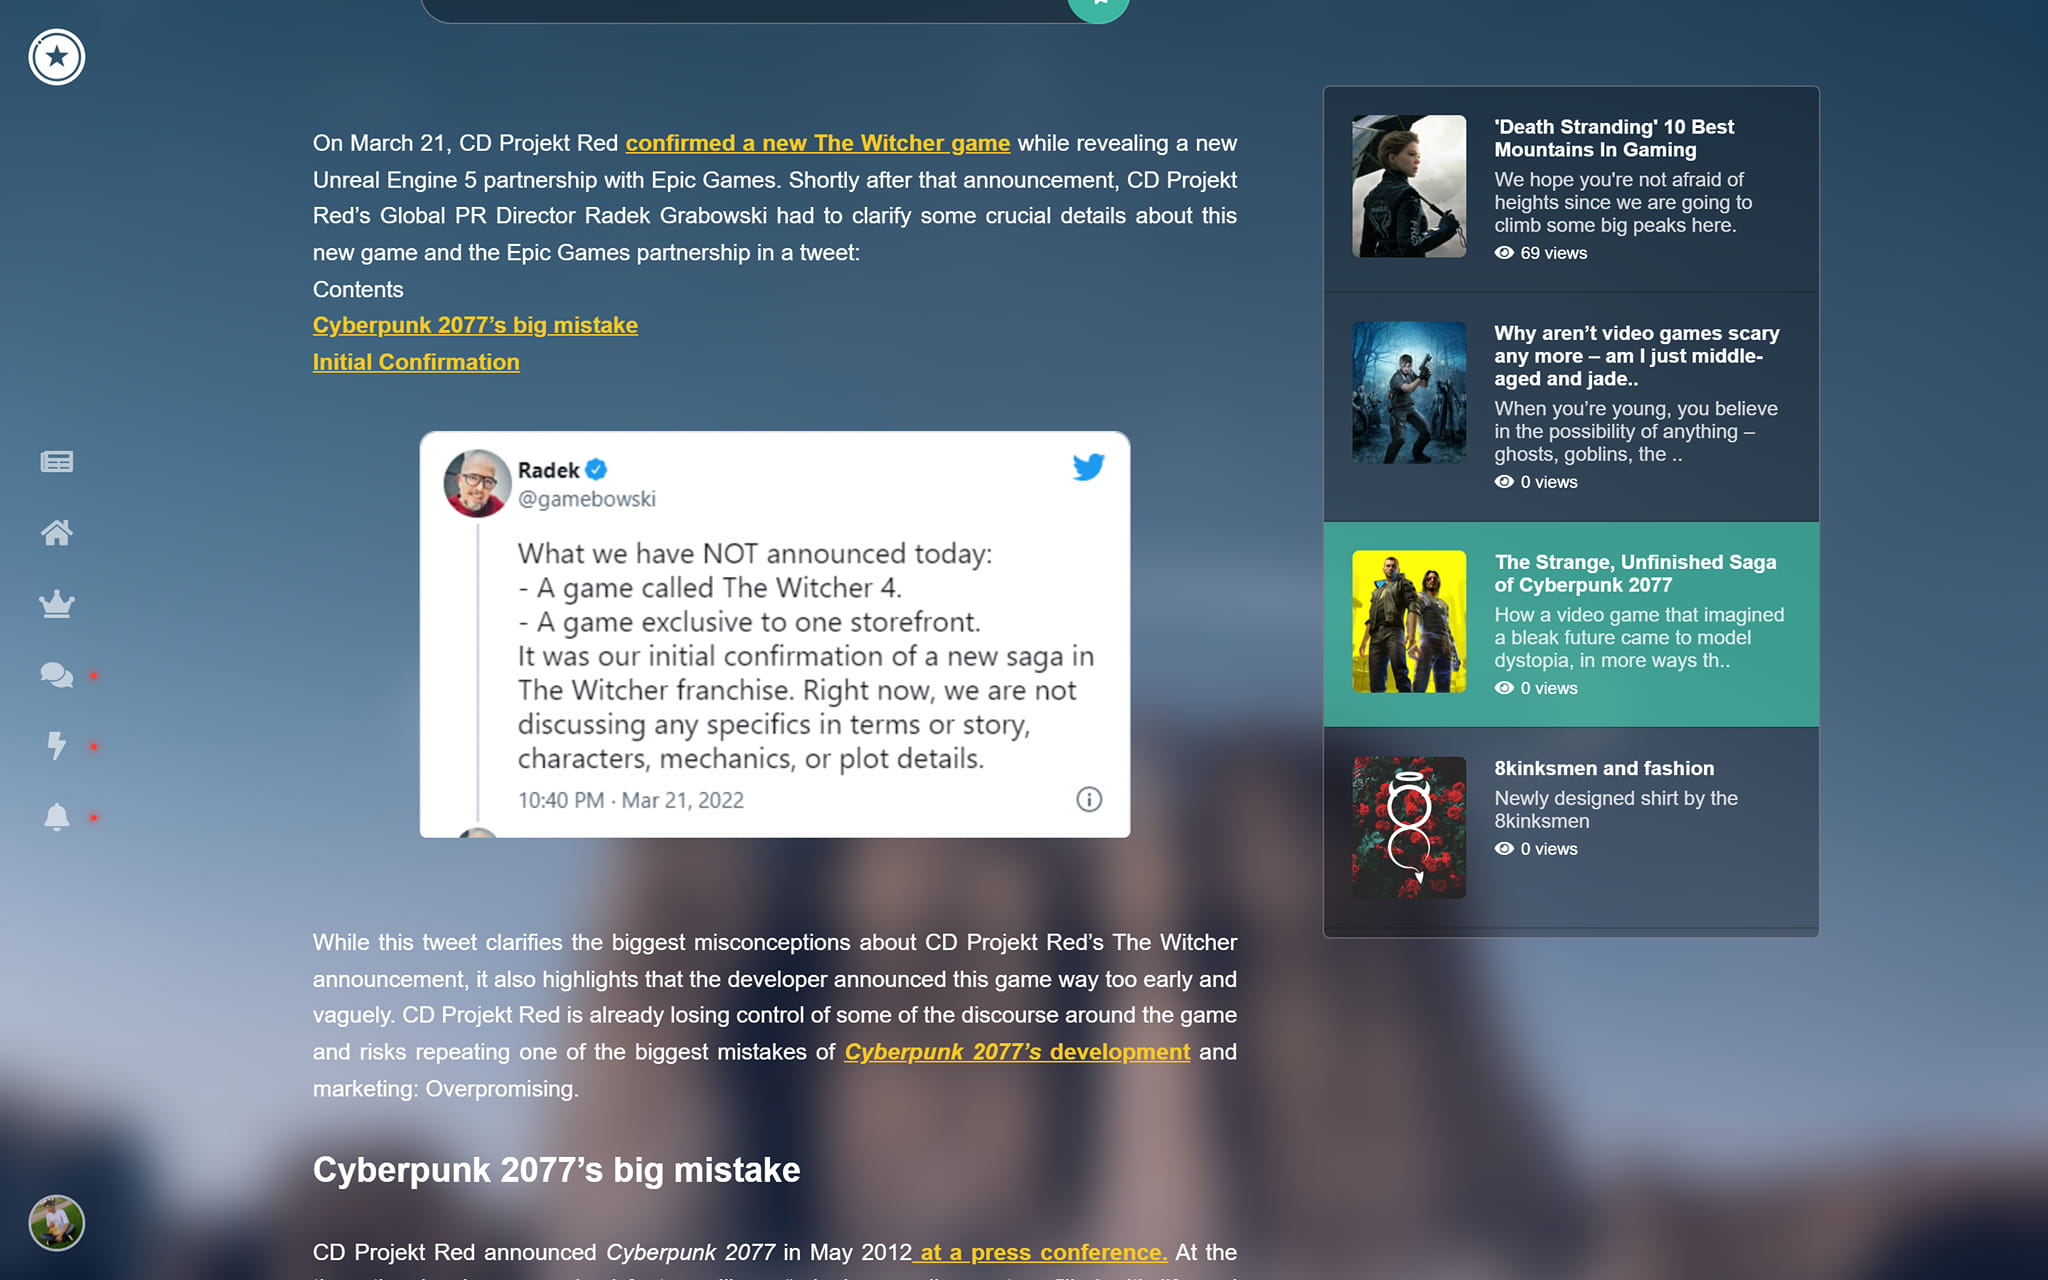 On March 21, CD Projekt Red confirmed a new The Witcher game while revealing a new
Unreal Engine 5 partnership with Epic Games. Shortly after that announcement, CD Projekt
Red’s Global PR Director Radek Grabowski had to clarify some crucial details about this
new game and the Epic Games partnership in a tweet:
Contents
Cyberpunk 2077’s big mistake
Initial Confirmation
Radek
@gamebowski
What we have NOT announced today:
- A game called The Witcher 4.
- A game exclusive to one storefront.
It was our initial confirmation of a new saga in
The Witcher franchise. Right now, we are not
discussing any specifics in terms or story,
characters, mechanics, or plot details.
10:40 PM · Mar 21, 2022
While this tweet clarifies the biggest misconceptions about CD Projekt Red’s The Witcher
announcement, it also highlights that the developer announced this game way too early and
vaguely. CD Projekt Red is already losing control of some of the discourse around the game
and risks repeating one of the biggest mistakes of Cyberpunk 2077’s development and
marketing: Overpromising.
Cyberpunk 2077’s big mistake
CD Projekt Red announced Cyberpunk 2077 in May 2012 at a press conference. At the
'Death Stranding' 10 Best
Mountains In Gaming
We hope you're not afraid of
heights since we are going to
climb some big peaks here.
69 views
Why aren’t video games scary
any more – am I just middle-
aged and jade..
When you’re young, you believe
in the possibility of anything –
ghosts, goblins, the ..
0 views
The Strange, Unfinished Saga
of Cyberpunk 2077
How a video game that imagined
a bleak future came to model
dystopia, in more ways th..
0 views
8kinksmen and fashion
Newly designed shirt by the
8kinksmen
0 views